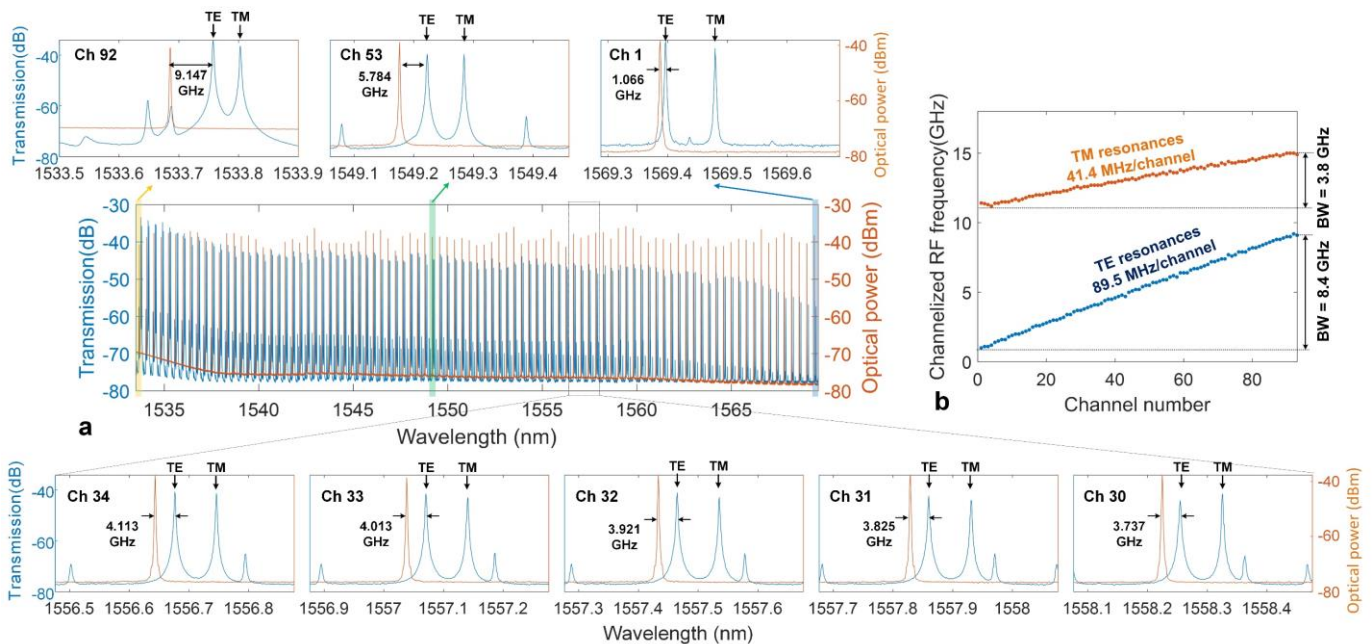 TE TM
TE TM
TE TM
Transmission(dB)
-40
-60
-80
Ch 92
9.147
GHz
1533.5 1533.6 1533.7 1533.8 1533.9
Ch 53
5.784
GHz
1549.1 1549.2 1549.3 1549.4
Ch 1
1.066
GHz
1569.3 1569.4 1569.5 1569.6
-40
-60
-80
Optical power (dBm)
Transmission(dB)
-30
-40
-50
-60
-70
-80
1535 1540 1545 1550 1555 1560 1565
-30
-40
-50
-60
-70
-80
Optical power (dBm)
a
Wavelength (nm)
Channelized RF frequency(GHz)
15
10
5
0
TM resonances
41.4 MHz/channel
TE resonances
89.5 MHz/channel
BW = 3.8 GHz
BW = 8.4 GHz
0 20 40 60 80
b
Channel number
TE TM
TE TM
TE TM
TE TM
TE TM
Transmission(dB)
-40
-60
-80
Ch 34
4.113
GHz
1556.5 1556.6 1556.7 1556.8
Ch 33
4.013
GHz
1556.9 1557 1557.1 1557.2
Ch 32
3.921
GHz
1557.3 1557.4 1557.5 1557.6
Ch 31
3.825
GHz
1557.7 1557.8 1557.9 1558
Ch 30
3.737
GHz
1558.1 1558.2 1558.3 1558.4
-40
-60
-80
Optical power (dBm)
Wavelength (nm)